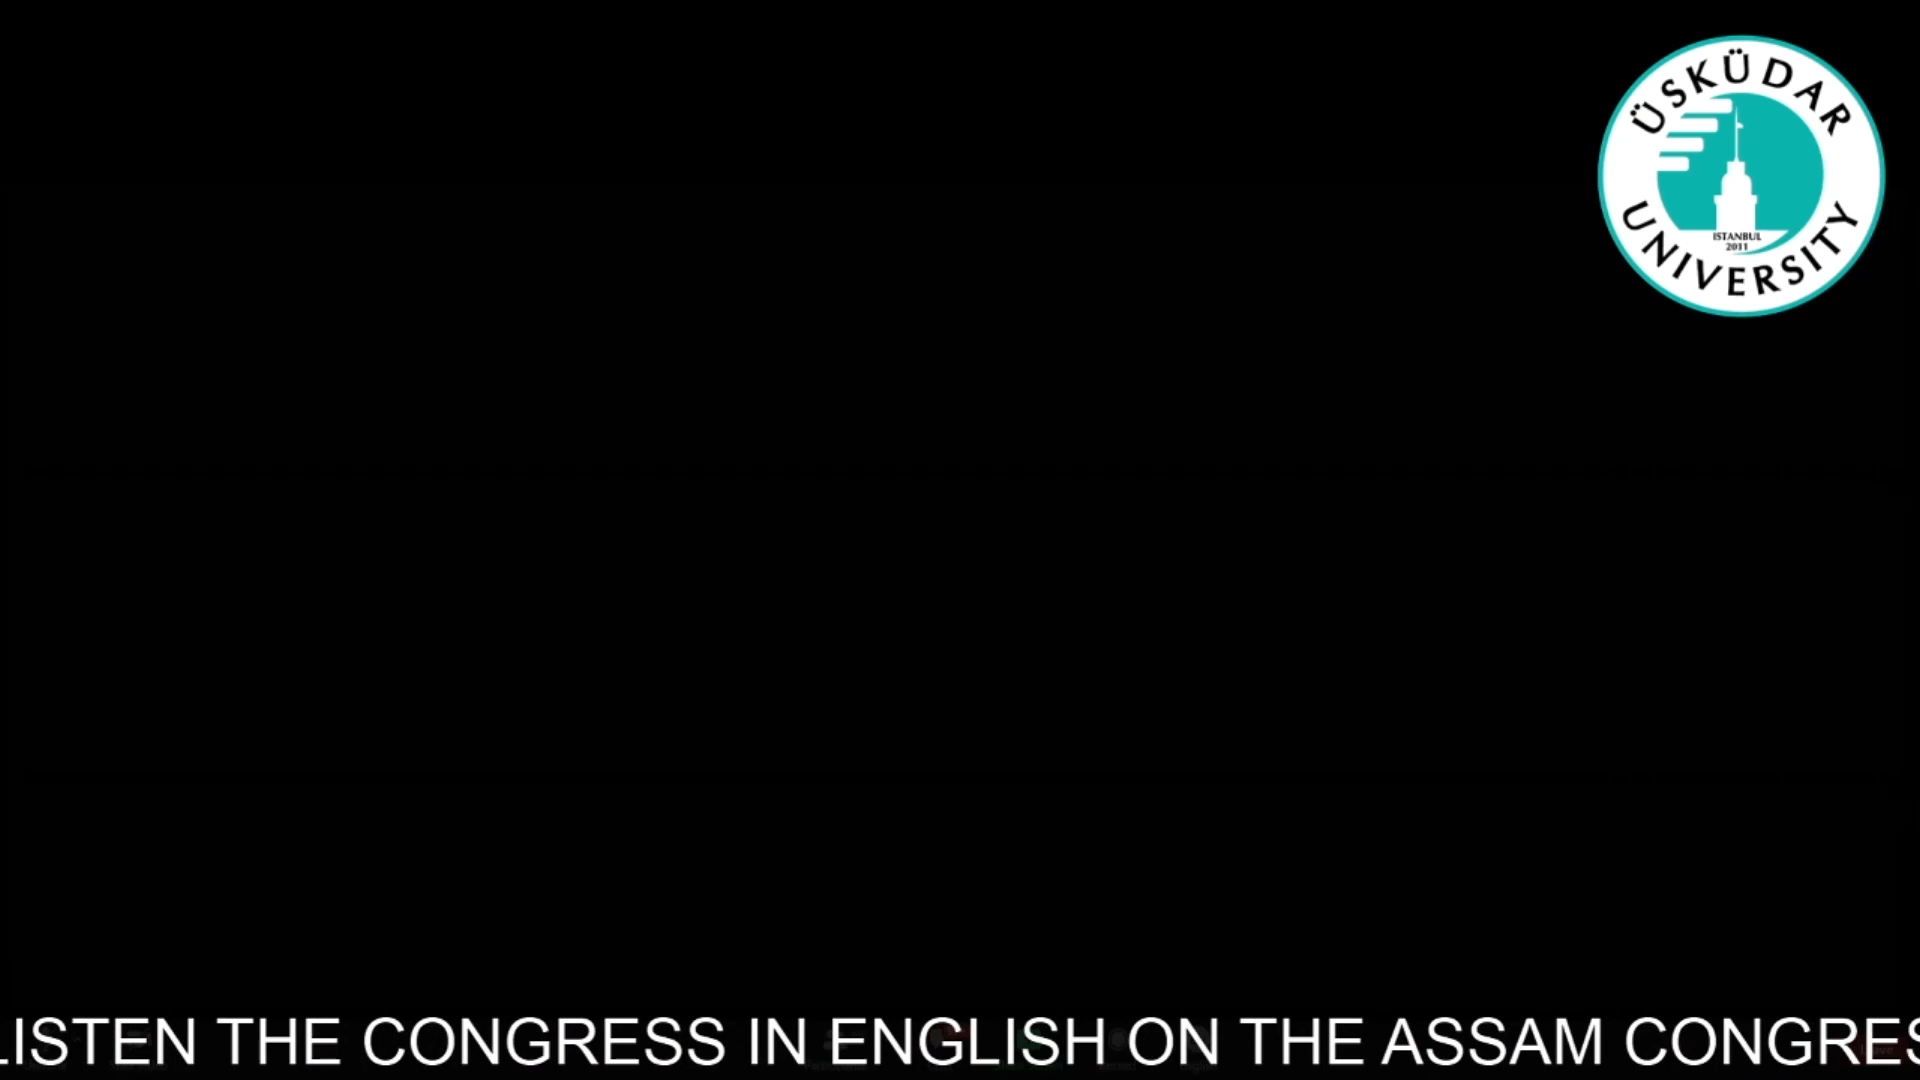 ÜSKÜDAR
ISTANBUL
2011
UNIVERSITY
LISTEN THE CONGRESS IN ENGLISH ON THE ASSAM CONGRES